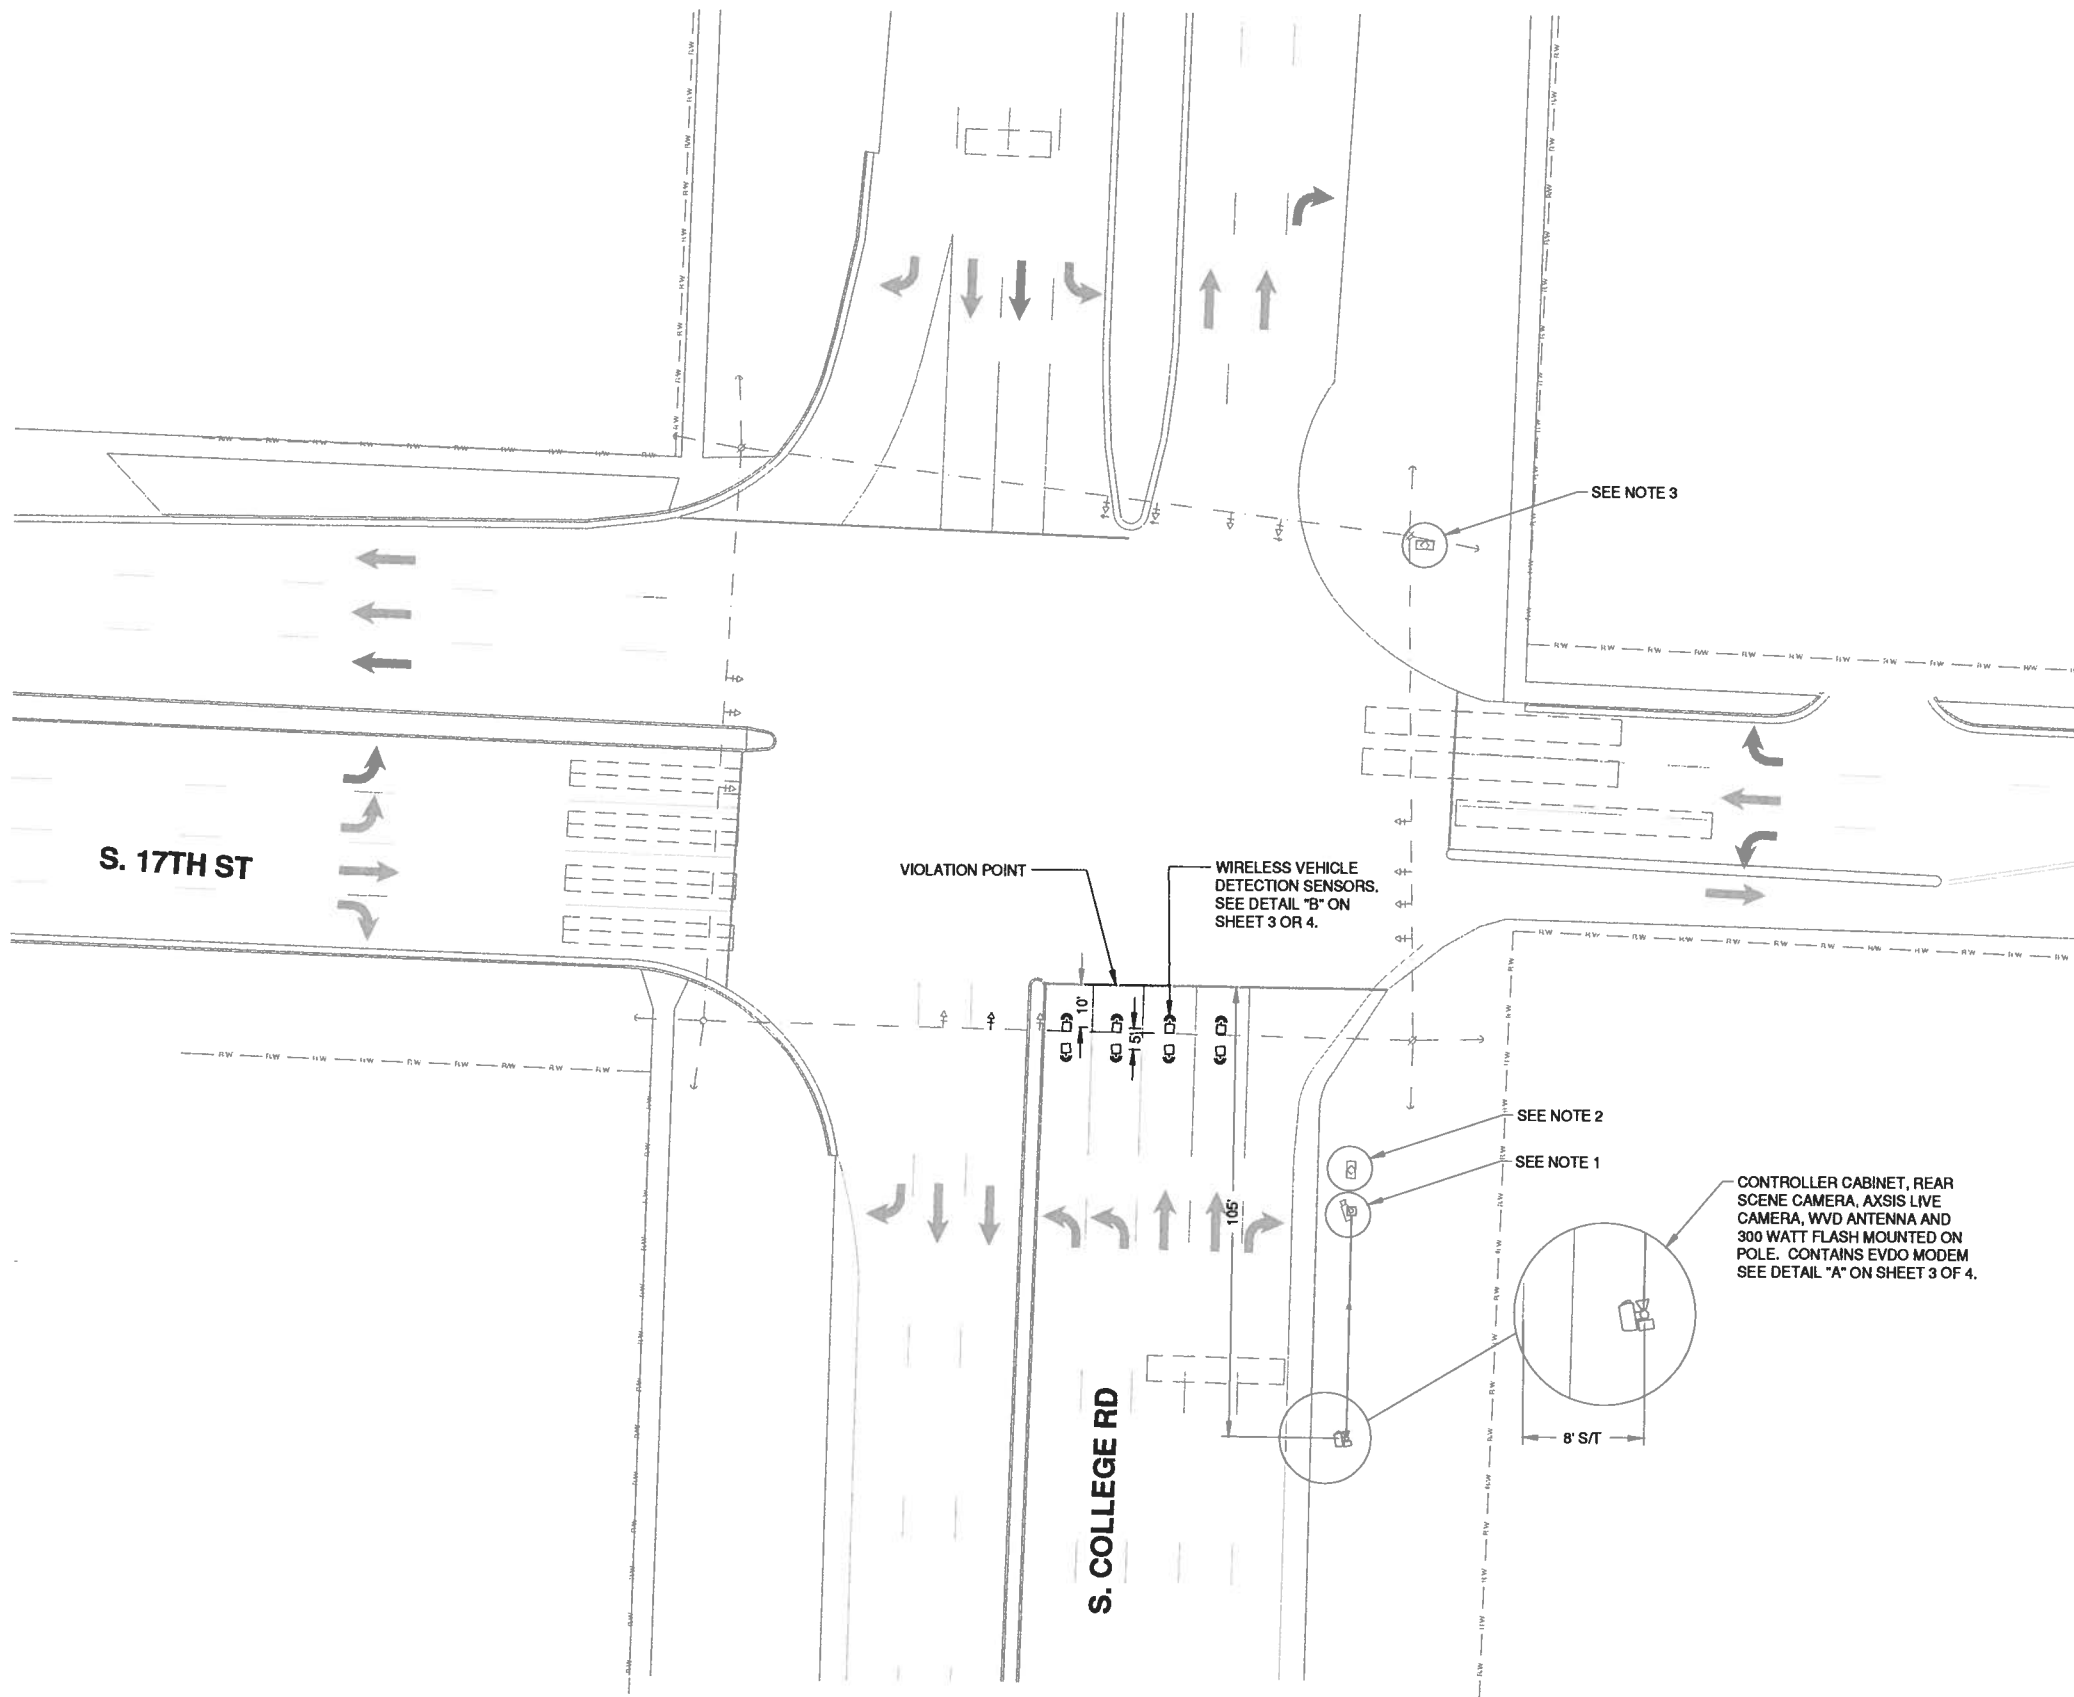 SEE NOTE 3
S. 17TH ST
VIOLATION POINT
WIRELESS VEHICLE
DETECTION SENSORS.
SEE DETAIL "B" ON
SHEET 3 OR 4.
10'
5'
105'
SEE NOTE 2
SEE NOTE 1
CONTROLLER CABINET, REAR
SCENE CAMERA, AXSIS LIVE
CAMERA, WVD ANTENNA AND
300 WATT FLASH MOUNTED ON
POLE. CONTAINS EVDO MODEM
SEE DETAIL "A" ON SHEET 3 OF 4.
8' S/T
S. COLLEGE RD